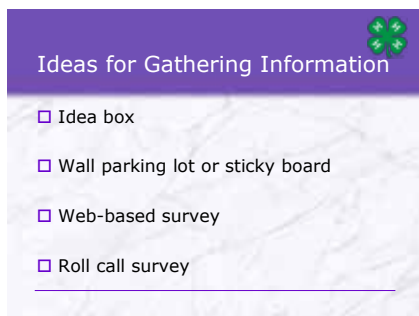 Ideas for Gathering Information
Idea box
Wall parking lot or sticky board
Web-based survey
Roll call survey